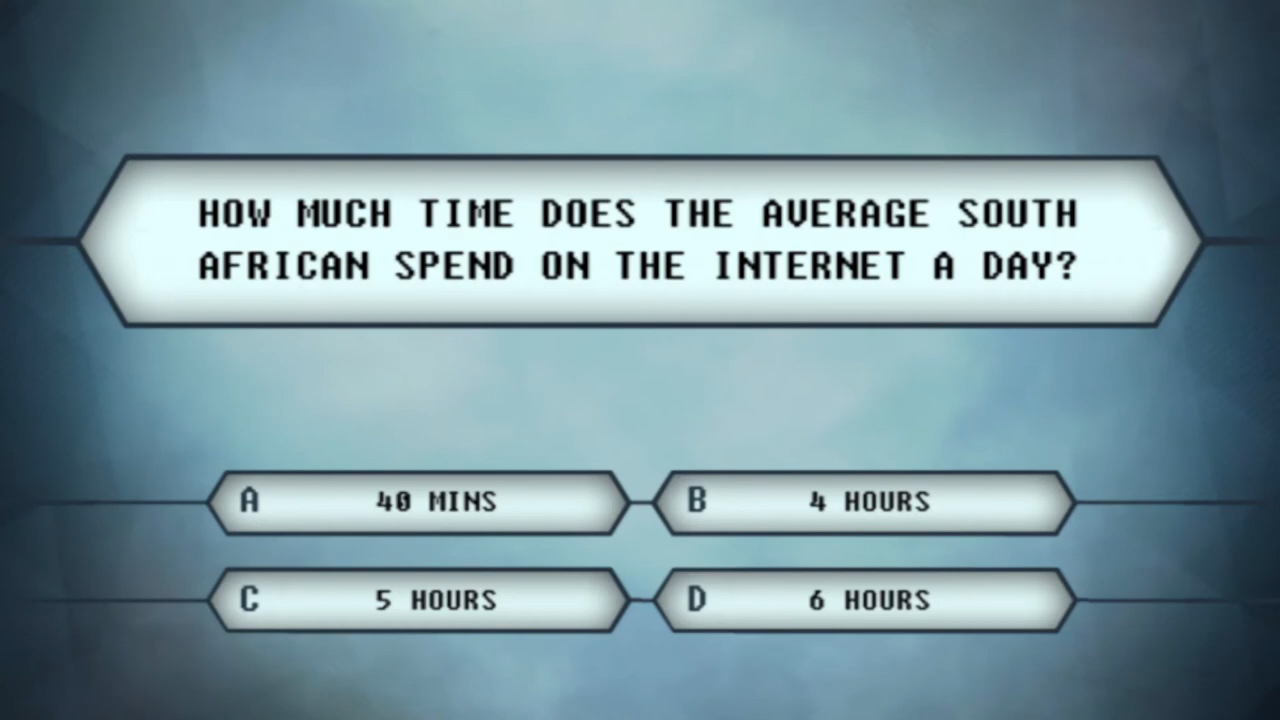 HOW MUCH TIME DOES THE AVERAGE SOUTH
AFRICAN SPEND ON THE INTERNET A DAY?
A 40 MINS
B 4 HOURS
C 5 HOURS
D 6 HOURS